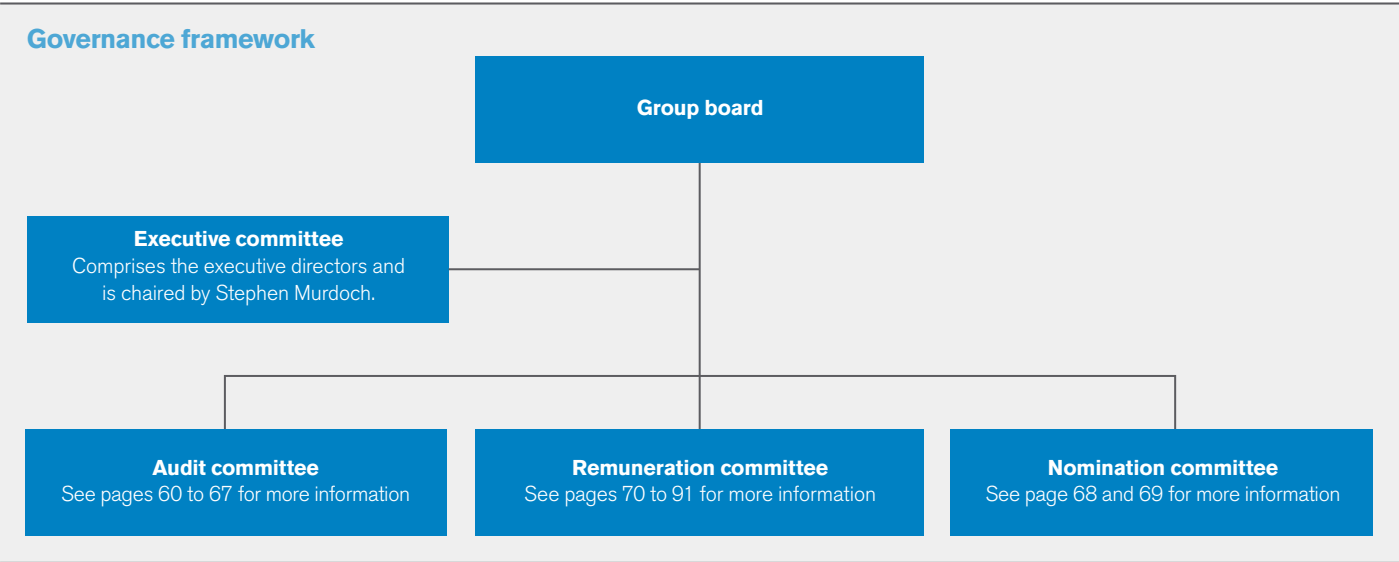 Governance framework
Group board
Executive committee
Comprises the executive directors and
is chaired by Stephen Murdoch.
Audit committee
See pages 60 to 67 for more information
Remuneration committee
See pages 70 to 91 for more information
Nomination committee
See page 68 and 69 for more information